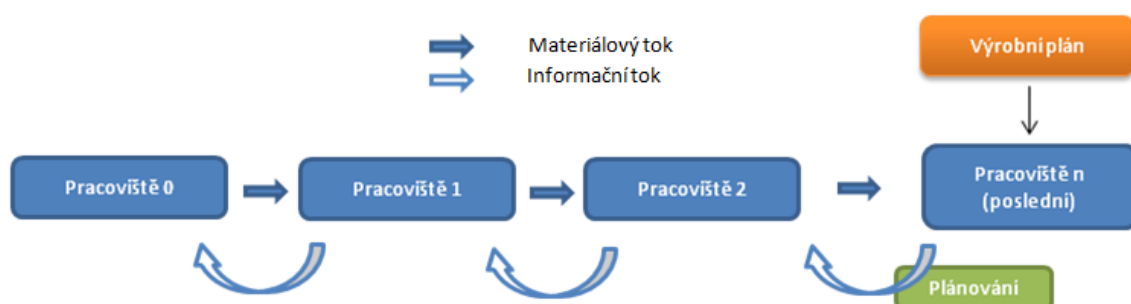 Materiálový tok
Informační tok
Výrobní plán
Pracoviště 0
Pracoviště 1
Pracoviště 2
Pracoviště n
(poslední)
Plánování